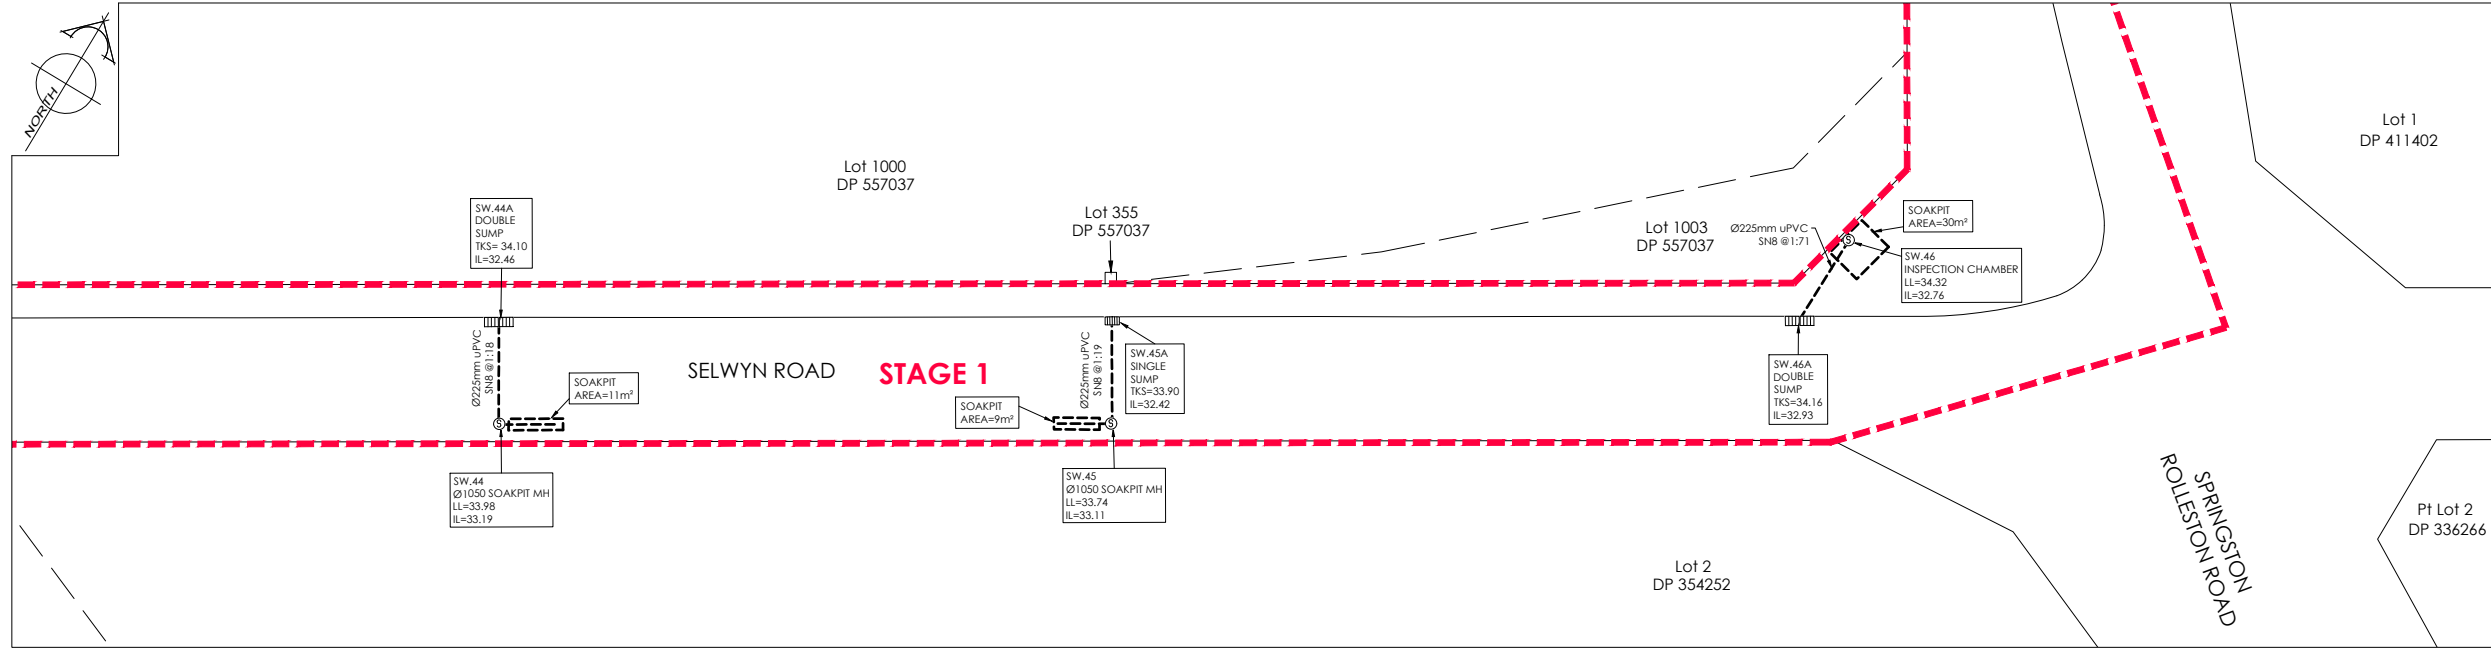 NORTH
Lot 1000
DP 557037
Lot 355
DP 557037
Lot 1003
DP 557037
Lot 1
DP 411402
SW.44A
DOUBLE
SUMP
TKS= 34.10
IL=32.46
Ø225mm uPVC
SN8 @1:71
SOAKPIT
AREA=30m²
SW.46
INSPECTION CHAMBER
LL=34.32
IL=32.76
Ø225mm uPVC
SN8 @1:18
SOAKPIT
AREA=11m²
SELWYN ROAD
STAGE 1
SOAKPIT
AREA=9m²
Ø225mm uPVC
SN8 @1:19
SW.45A
SINGLE
SUMP
TKS=33.90
IL=32.42
SW.46A
DOUBLE
SUMP
TKS=34.16
IL=32.93
SW.44
Ø1050 SOAKPIT MH
LL=33.98
IL=33.19
SW.45
Ø1050 SOAKPIT MH
LL=33.74
IL=33.11
Lot 2
DP 354252
SPRINGSTON
ROLLESTON ROAD
Pt Lot 2
DP 336266